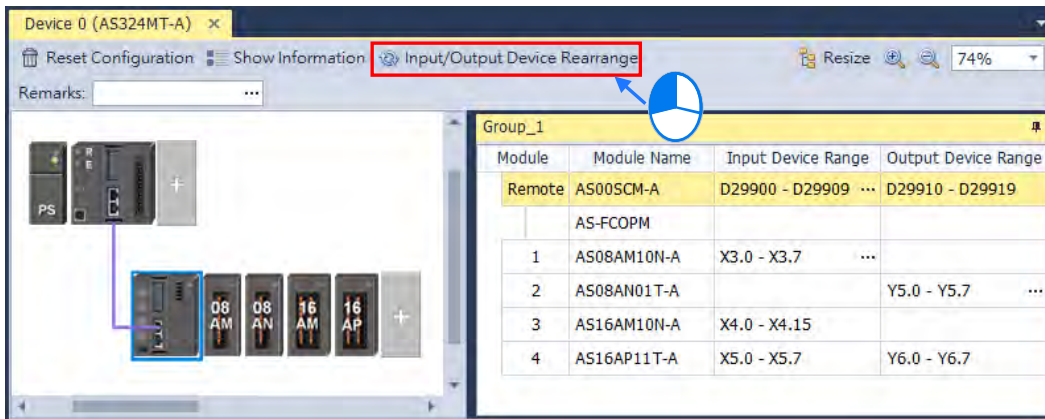 Device 0 (AS324MT-A) ×
Reset Configuration Show Information Input/Output Device Rearrange Resize 74%
Remarks: ...
R
E
PS
08 AM 08 AN 16 AM 16 AP
Group_1
Module Module Name Input Device Range Output Device Range
Remote AS00SCM-A D29900 - D29909 ... D29910 - D29919
AS-FCOPM
1 AS08AM10N-A X3.0 - X3.7 ...
2 AS08AN01T-A Y5.0 - Y5.7 ...
3 AS16AM10N-A X4.0 - X4.15
4 AS16AP11T-A X5.0 - X5.7 Y6.0 - Y6.7